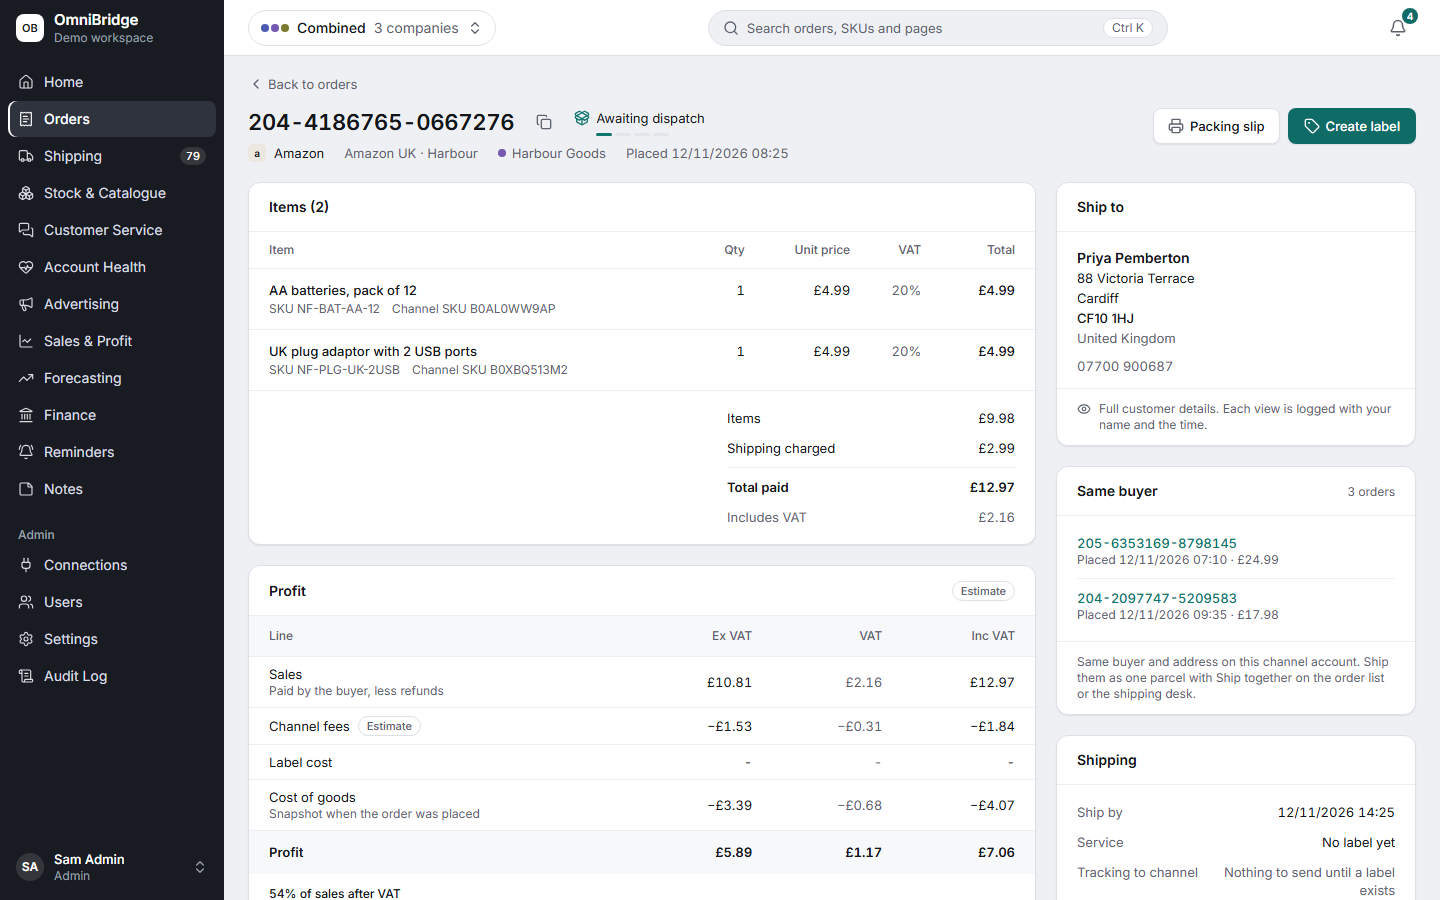 OB
OmniBridge
Demo workspace
Home
Orders
Shipping 79
Stock & Catalogue
Customer Service
Account Health
Advertising
Sales & Profit
Forecasting
Finance
Reminders
Notes
Admin
Connections
Users
Settings
Audit Log
SA
Sam Admin
Admin
Combined 3 companies
Search orders, SKUs and pages Ctrl K
4
Back to orders
204-4186765-0667276
Awaiting dispatch
Packing slip
Create label
a Amazon Amazon UK · Harbour Harbour Goods Placed 12/11/2026 08:25
Items (2)
Item Qty Unit price VAT Total
AA batteries, pack of 12 1 £4.99 20% £4.99
SKU NF-BAT-AA-12 Channel SKU B0AL0WW9AP
UK plug adaptor with 2 USB ports 1 £4.99 20% £4.99
SKU NF-PLG-UK-2USB Channel SKU B0XBQ513M2
Items £9.98
Shipping charged £2.99
Total paid £12.97
Includes VAT £2.16
Profit Estimate
Line Ex VAT VAT Inc VAT
Sales £10.81 £2.16 £12.97
Paid by the buyer, less refunds
Channel fees Estimate −£1.53 −£0.31 −£1.84
Label cost - - -
Cost of goods −£3.39 −£0.68 −£4.07
Snapshot when the order was placed
Profit £5.89 £1.17 £7.06
54% of sales after VAT
Ship to
Priya Pemberton
88 Victoria Terrace
Cardiff
CF10 1HJ
United Kingdom
07700 900687
Full customer details. Each view is logged with your
name and the time.
Same buyer 3 orders
205-6353169-8798145
Placed 12/11/2026 07:10 · £24.99
204-2097747-5209583
Placed 12/11/2026 09:35 · £17.98
Same buyer and address on this channel account. Ship
them as one parcel with Ship together on the order list
or the shipping desk.
Shipping
Ship by 12/11/2026 14:25
Service No label yet
Tracking to channel Nothing to send until a label
exists